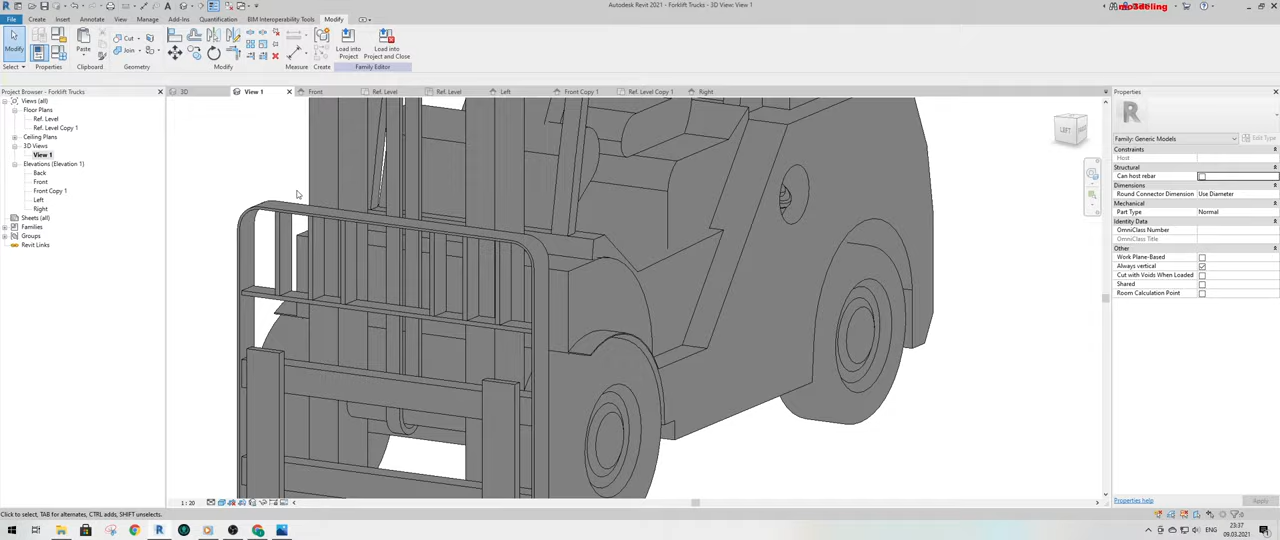 Autodesk Revit 2021 - Forklift Trucks - 3D View: View 1
mo3deling
File Create Insert Annotate View Manage Add-Ins Quantification BIM Interoperability Tools Modify
Modify Paste Cut Join Load into Project Load into Project and Close
Select Properties Clipboard Geometry Modify Measure Create Family Editor
Project Browser - Forklift Trucks
3D View 1 Front Ref. Level Ref. Level Left Front Copy 1 Ref. Level Copy 1 Right
Properties
Views (all)
Floor Plans
Ref. Level
Ref. Level Copy 1
Ceiling Plans
3D Views
View 1
Elevations (Elevation 1)
Back
Front
Front Copy 1
Left
Right
Sheets (all)
Families
Groups
Revit Links
LEFT
R
Family: Generic Models Edit Type
Constraints
Host
Structural
Can host rebar
Dimensions
Round Connector Dimension Use Diameter
Mechanical
Part Type Normal
Identity Data
OmniClass Number
OmniClass Title
Other
Work Plane-Based
Always vertical
Cut with Voids When Loaded
Shared
Room Calculation Point
Properties help Apply
1 : 20
Click to select, TAB for alternates, CTRL adds, SHIFT unselects.
:0
ENG
23:37
09.03.2021